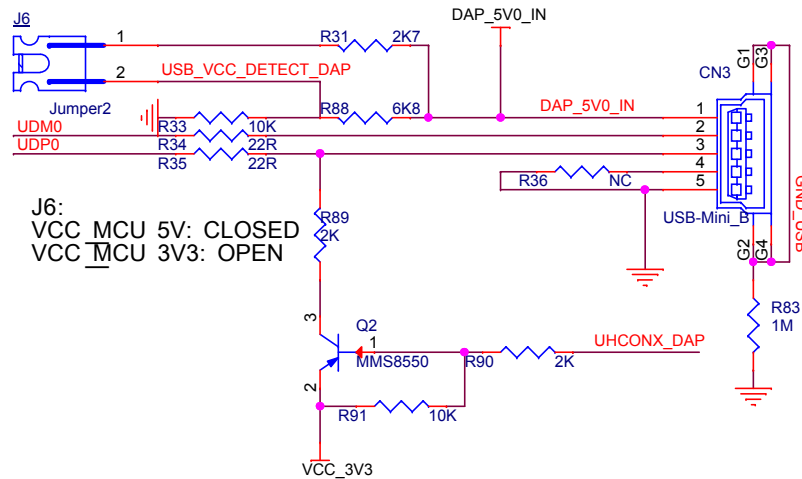 J6
1
2
Jumper2
R31
2K7
USB_VCC_DETECT_DAP
DAP_5V0_IN
R33
10K
R88
6K8
DAP_5V0_IN
UDM0
R34
22R
UDP0
R35
22R
CN3
G1
G3
1
2
3
4
5
R36
NC
USB-Mini_B
GND_USB
G2
G4
R83
1M
J6:
VCC_MCU 5V: CLOSED
VCC_MCU 3V3: OPEN
R89
2K
3
Q2
1
MMS8550
2
R90
2K
UHCONX_DAP
R91
10K
VCC_3V3